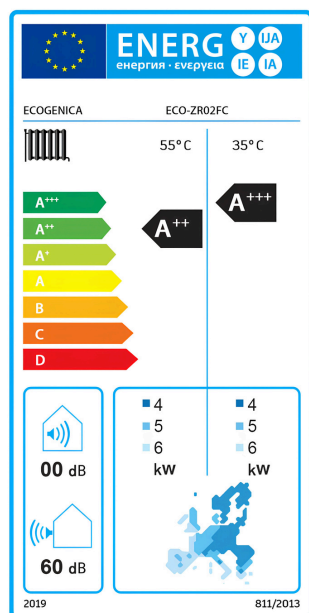 ENERG Y IJA
енергия · ενεργεια IE IA
ECOGENICA ECO-ZR02FC
55°C 35°C
A+++
A+++
A++
A++
A+
A
B
C
D
4 4
5 5
6 6
kW kW
00 dB
60 dB
2019 811/2013